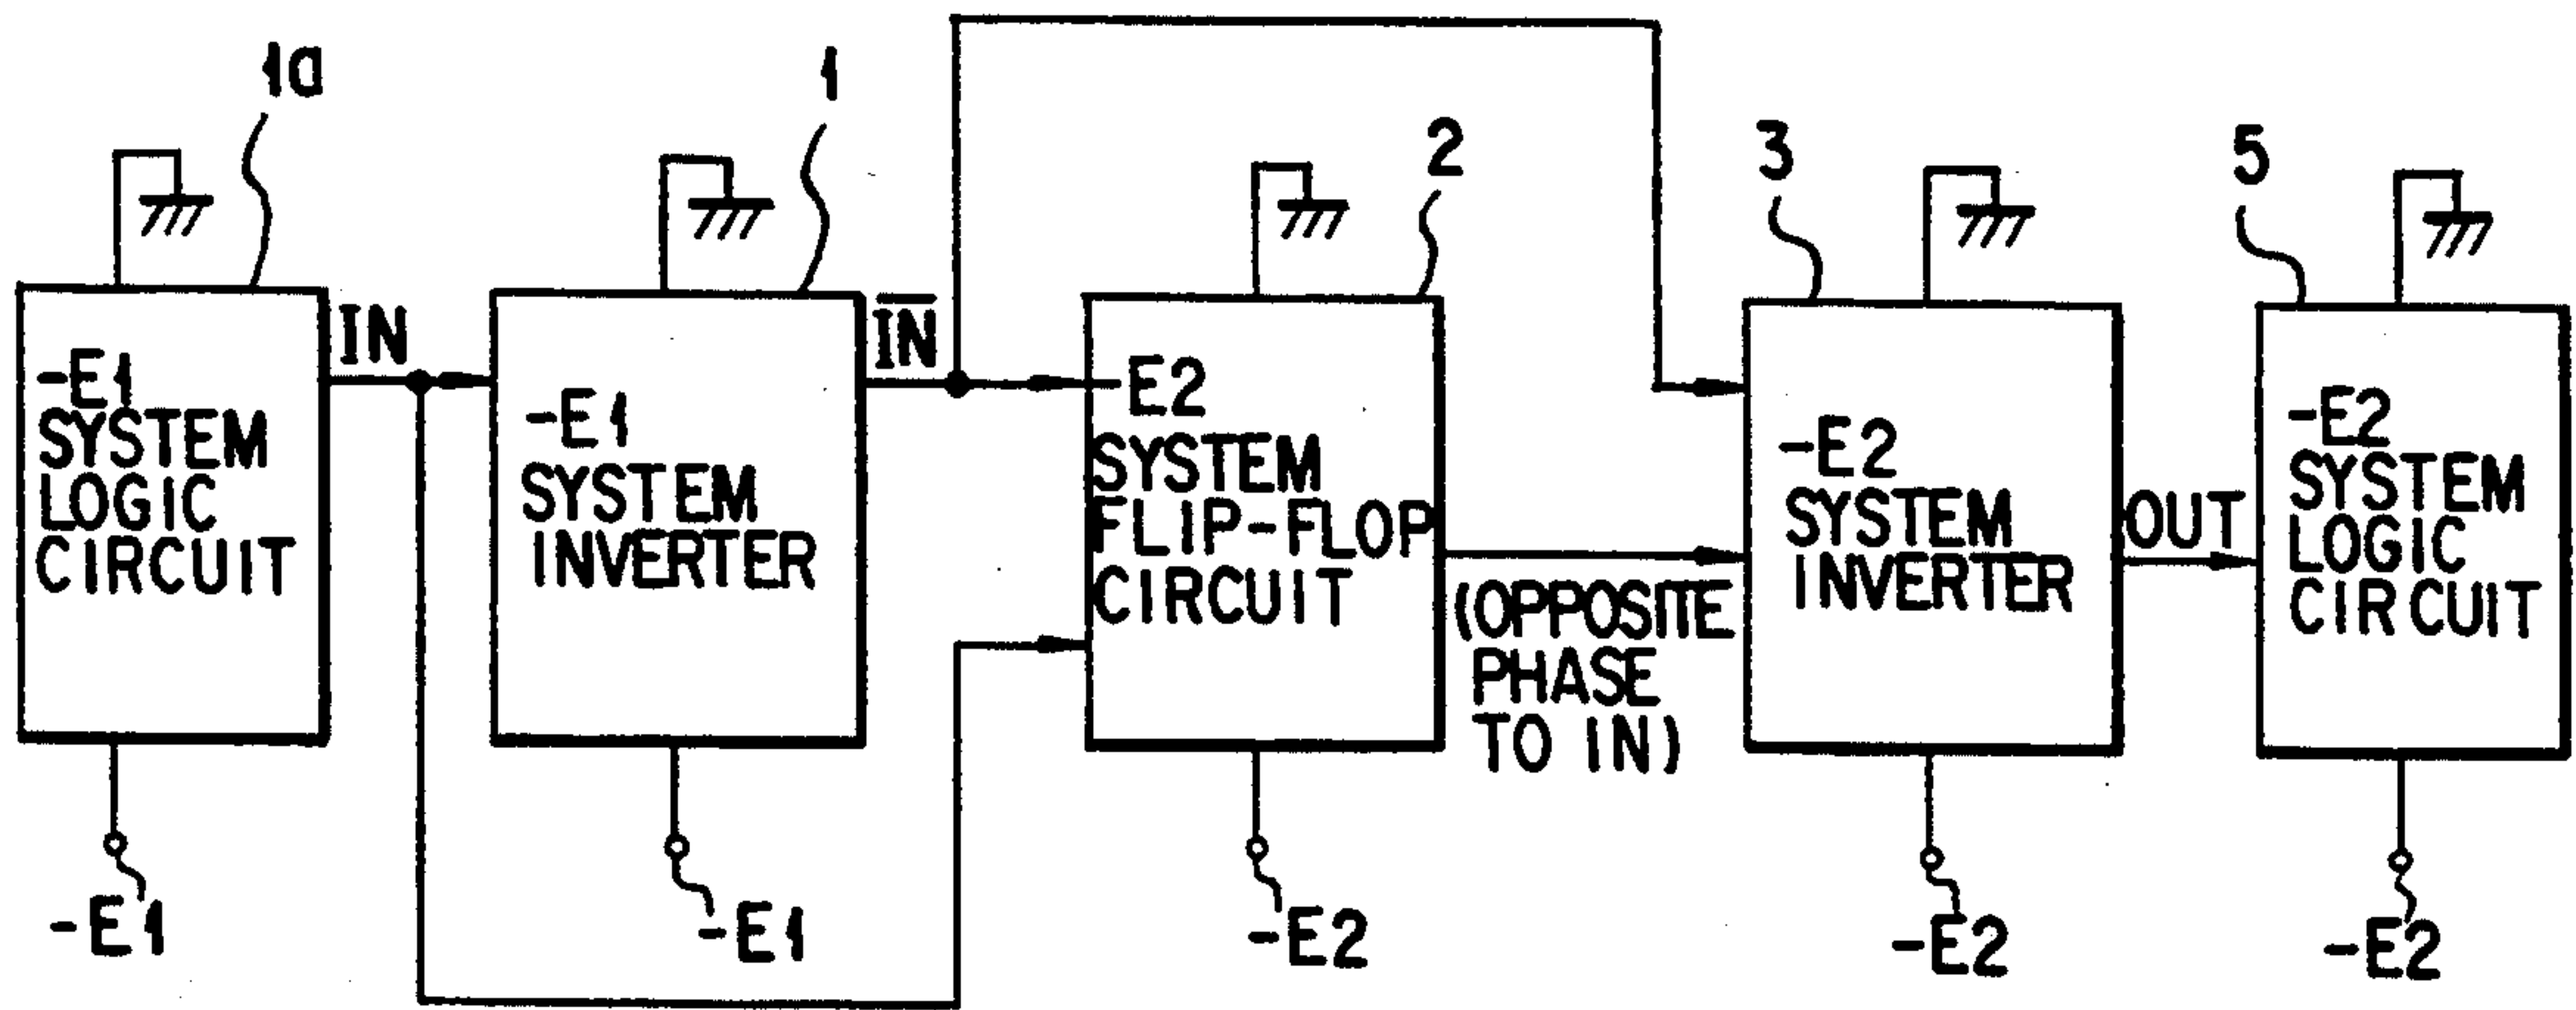 1a
1
2
3
5
IN
I̅N̅
-E1
SYSTEM
LOGIC
CIRCUIT
-E1
SYSTEM
INVERTER
-E2
SYSTEM
FLIP-FLOP
CIRCUIT
(OPPOSITE
PHASE
TO IN)
-E2
SYSTEM
INVERTER
OUT
-E2
SYSTEM
LOGIC
CIRCUIT
-E1
-E1
-E2
-E2
-E2